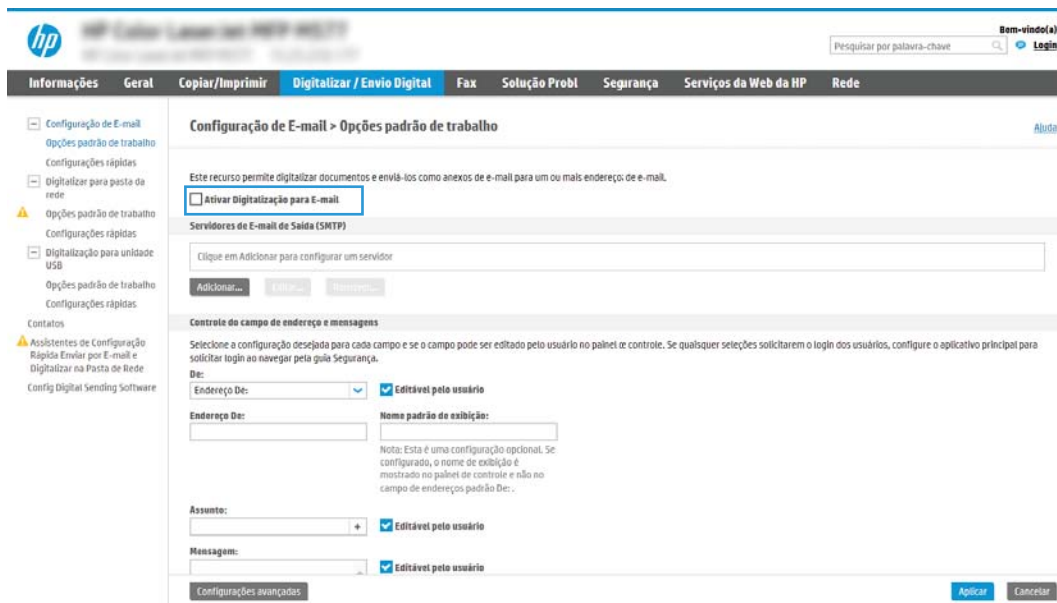 hp
Bem-vindo(a)
Pesquisar por palavra-chave
Login
Informações Geral Copiar/Imprimir Digitalizar / Envio Digital Fax Solução Probl Segurança Serviços da Web da HP Rede
Configuração de E-mail
Opções padrão de trabalho
Configurações rápidas
Digitalizar para pasta da
rede
Opções padrão de trabalho
Configurações rápidas
Digitalização para unidade
USB
Opções padrão de trabalho
Configurações rápidas
Contatos
Assistentes de Configuração
Rápida Enviar por E-mail e
Digitalizar na Pasta de Rede
Config Digital Sending Software
Configuração de E-mail > Opções padrão de trabalho
Ajuda
Este recurso permite digitalizar documentos e enviá-los como anexos de e-mail para um ou mais endereço: de e-mail.
Ativar Digitalização para E-mail
Servidores de E-mail de Saída (SMTP)
Clique em Adicionar para configurar um servidor
Adicionar...
Controle do campo de endereço e mensagens
Selecione a configuração desejada para cada campo e se o campo pode ser editado pelo usuário no painel de controle. Se quaisquer seleções solicitarem o login dos usuários, configure o aplicativo principal para
solicitar login ao navegar pela guia Segurança.
De:
Endereço De: Editável pelo usuário
Endereço De: Nome padrão de exibição:
Nota: Esta é uma configuração opcional. Se
configurado, o nome de exibição é
mostrado no painel de controle e não no
campo de endereços padrão De: .
Assunto:
+ Editável pelo usuário
Mensagem:
Editável pelo usuário
Configurações avançadas
Aplicar Cancelar